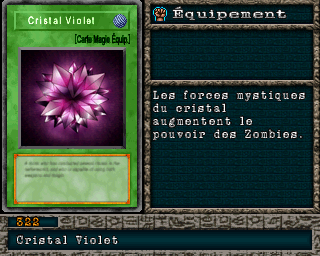 Cristal Violet
[Carte Magie Équip.]
Équipement
Les forces mystiques
du cristal
augmentent le
pouvoir des Zombies.
322
Cristal Violet